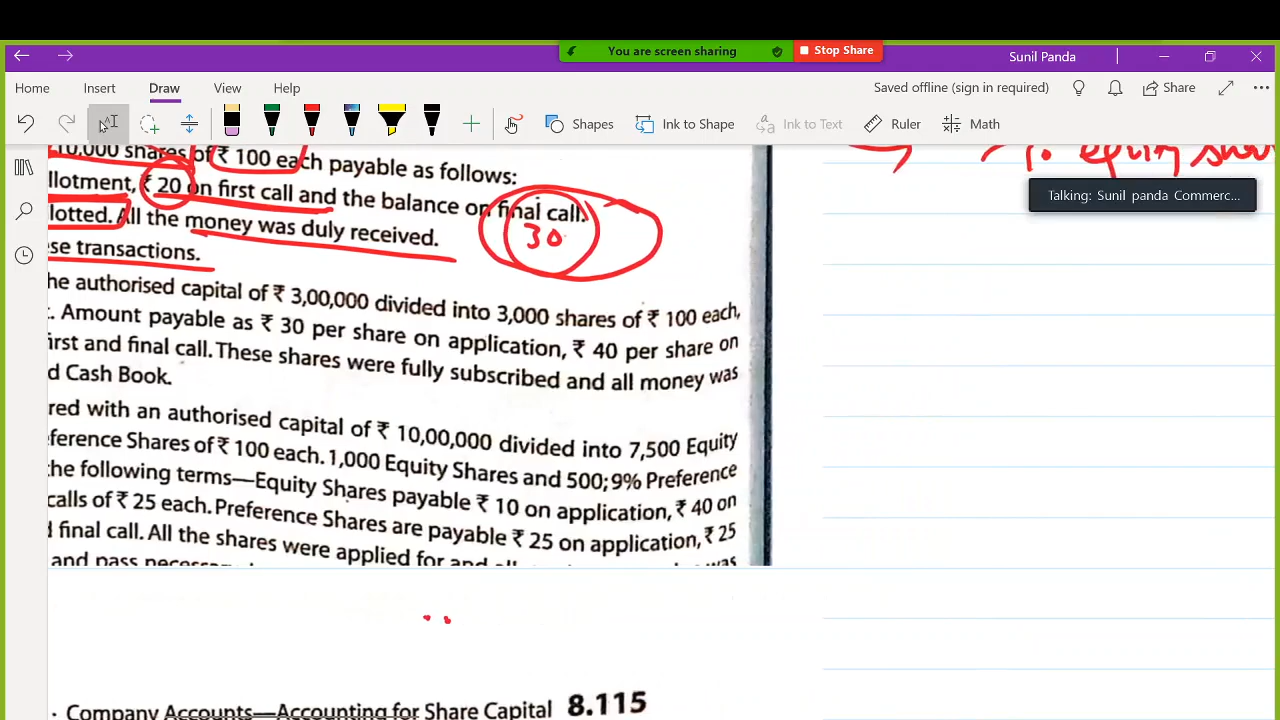 You are screen sharing
Stop Share
Sunil Panda
Home Insert Draw View Help
Saved offline (sign in required) Share
Shapes Ink to Shape Ink to Text Ruler Math
10,000 shares of ₹ 100 each payable as follows:
llotment, ₹ 20 on first call and the balance on final call.
lotted. All the money was duly received.
30
se transactions.
he authorised capital of ₹ 3,00,000 divided into 3,000 shares of ₹ 100 each,
. Amount payable as ₹ 30 per share on application, ₹ 40 per share on
irst and final call. These shares were fully subscribed and all money was
d Cash Book.
red with an authorised capital of ₹ 10,00,000 divided into 7,500 Equity
ference Shares of ₹ 100 each. 1,000 Equity Shares and 500; 9% Preference
the following terms—Equity Shares payable ₹ 10 on application, ₹ 40 on
calls of ₹ 25 each. Preference Shares are payable ₹ 25 on application, ₹ 25
d final call. All the shares were applied for and all
was
and pass necessary
Company Accounts—Accounting for Share Capital 8.115
equity
Talking: Sunil panda Commerc...